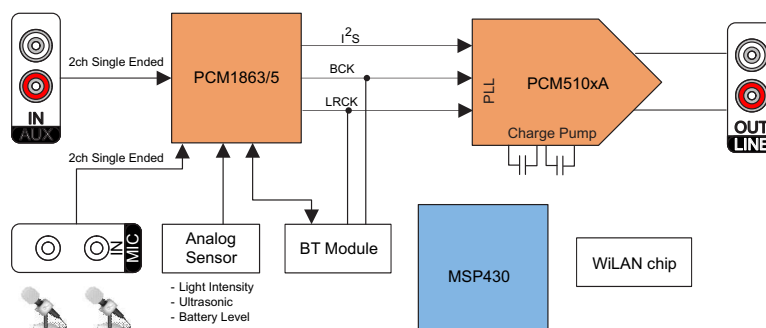 2ch Single Ended
IN
AUX
PCM1863/5
I2S
BCK
LRCK
PLL
PCM510xA
Charge Pump
OUT
LINE
2ch Single Ended
IN
MIC
Analog
Sensor
- Light Intensity
- Ultrasonic
- Battery Level
BT Module
MSP430
WiLAN chip